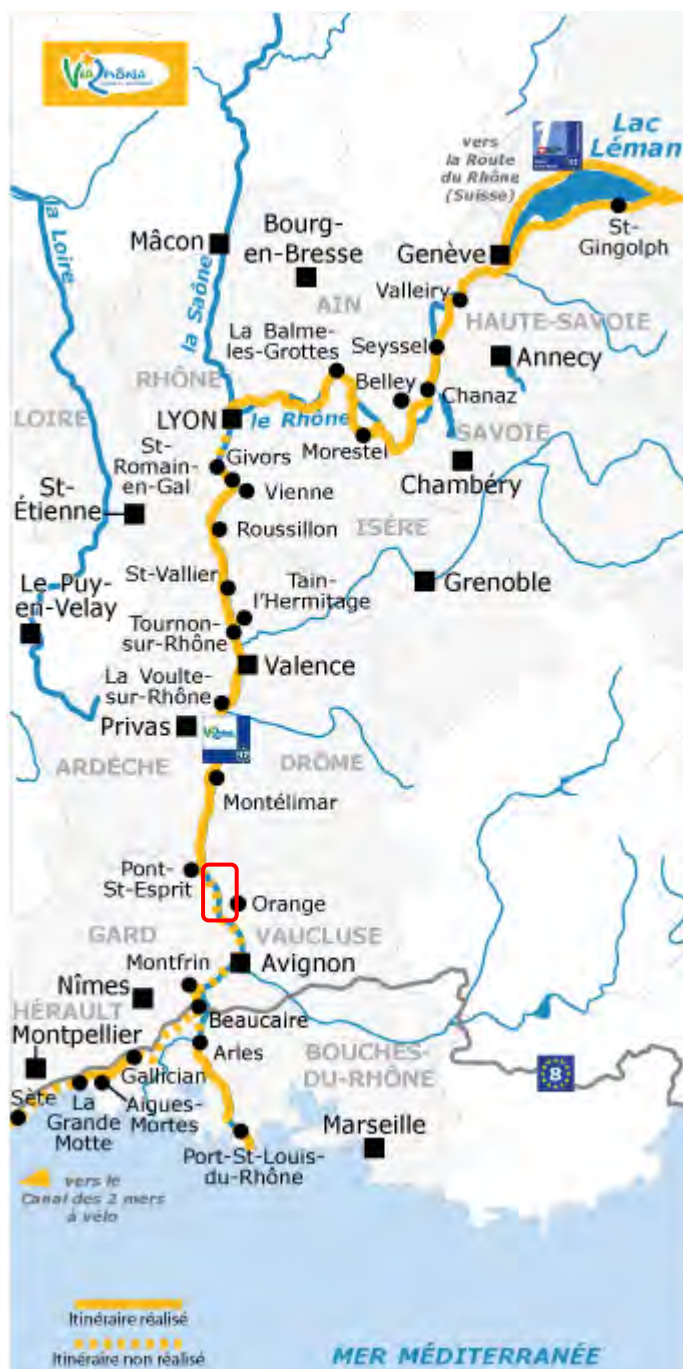 ViaRhôna
Lac
Léman
vers
la Route
du Rhône
(Suisse)
St-
Gingolph
la Loire
Mâcon
la Saône
Bourg-
en-Bresse
Genève
AIN
Valleiry
HAUTE-SAVOIE
La Balme-
les-Grottes
Seyssel
Annecy
RHÔNE
Belley
Chanaz
LOIRE
LYON
le Rhône
Morestel
SAVOIE
St-
Romain-
en-Gal
Givors
Chambéry
Vienne
St-
Étienne
ISÉRE
Roussillon
St-Vallier
Tain-
l'Hermitage
Grenoble
Le Puy-
en-Velay
Tournon-
sur-Rhône
Valence
La Voulte-
sur-Rhône
Privas
ARDÈCHE
DRÔME
Montélimar
Pont-
St-Esprit
Orange
GARD
VAUCLUSE
Montfrin
Avignon
Nîmes
HÉRAULT
Beaucaire
Montpellier
Arles
BOUCHES-
DU-RHÔNE
8
Gallician
Sète
La
Grande
Motte
Aigues-
Mortes
Marseille
Port-St-Louis-
du-Rhône
vers le
Canal des 2 mers
à vélo
Itinéraire réalisé
Itinéraire non réalisé
MER MÉDITERRANÉE